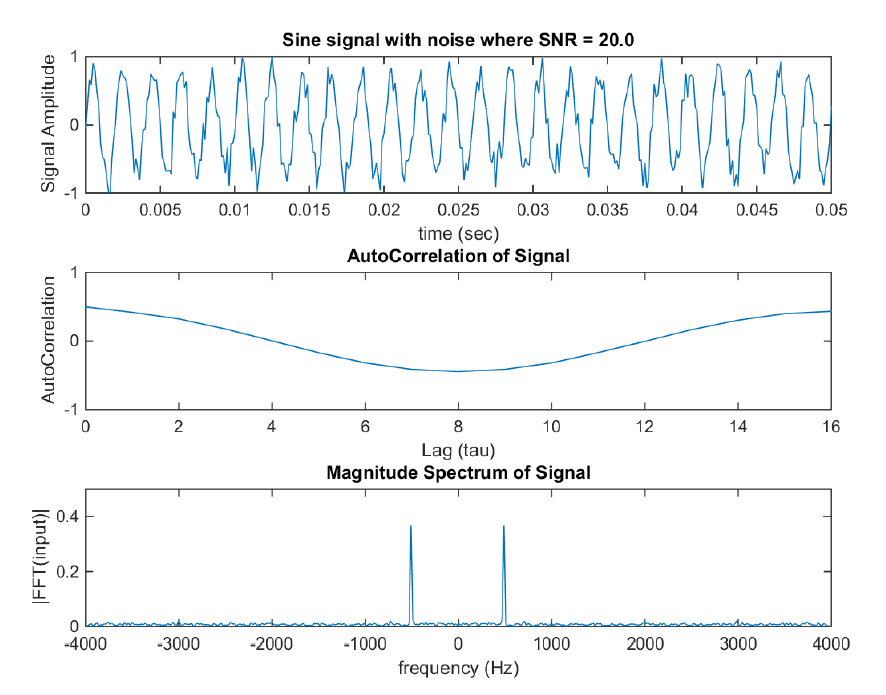 Sine signal with noise where SNR = 20.0
Signal Amplitude
1
0
-1
0 0.005 0.01 0.015 0.02 0.025 0.03 0.035 0.04 0.045 0.05
time (sec)
AutoCorrelation of Signal
AutoCorrelation
1
0
-1
0 2 4 6 8 10 12 14 16
Lag (tau)
Magnitude Spectrum of Signal
|FFT(input)|
0.4
0.2
0
-4000 -3000 -2000 -1000 0 1000 2000 3000 4000
frequency (Hz)